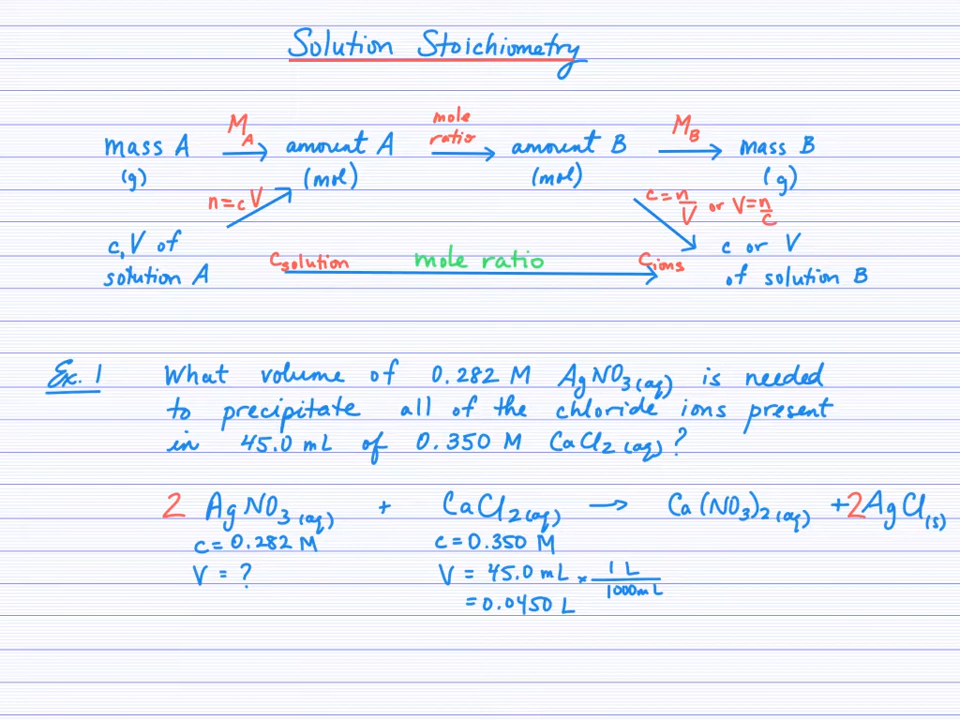 Solution Stoichiometry
M_A mole ratio M_B
mass A → amount A → amount B → mass B
(g) (mol) (mol) (g)
n = cV c = n/V or V = n/c
c,V of c or V
solution A of solution B
C_solution mole ratio → C_ions
Ex. 1 What volume of 0.282 M AgNO₃(aq) is needed
to precipitate all of the chloride ions present
in 45.0 mL of 0.350 M CaCl₂(aq)?
2 AgNO₃(aq) + CaCl₂(aq) → Ca(NO₃)₂(aq) + 2AgCl(s)
c = 0.282 M c = 0.350 M
V = ? V = 45.0 mL × 1 L/1000mL
= 0.0450 L